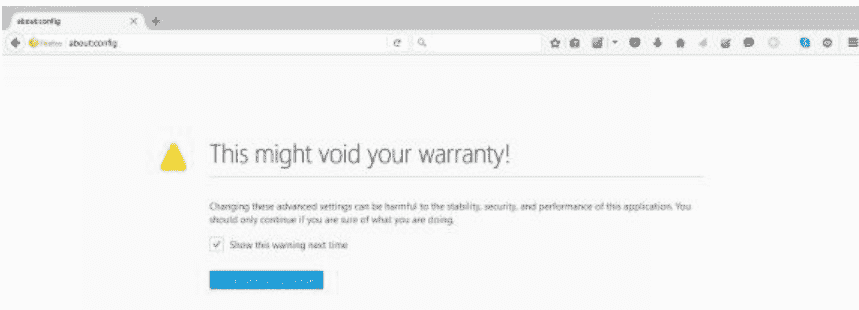 about:config
Firefox about:config
This might void your warranty!
Changing these advanced settings can be harmful to the stability, security, and performance of this application. You
should only continue if you are sure of what you are doing.
Show this warning next time